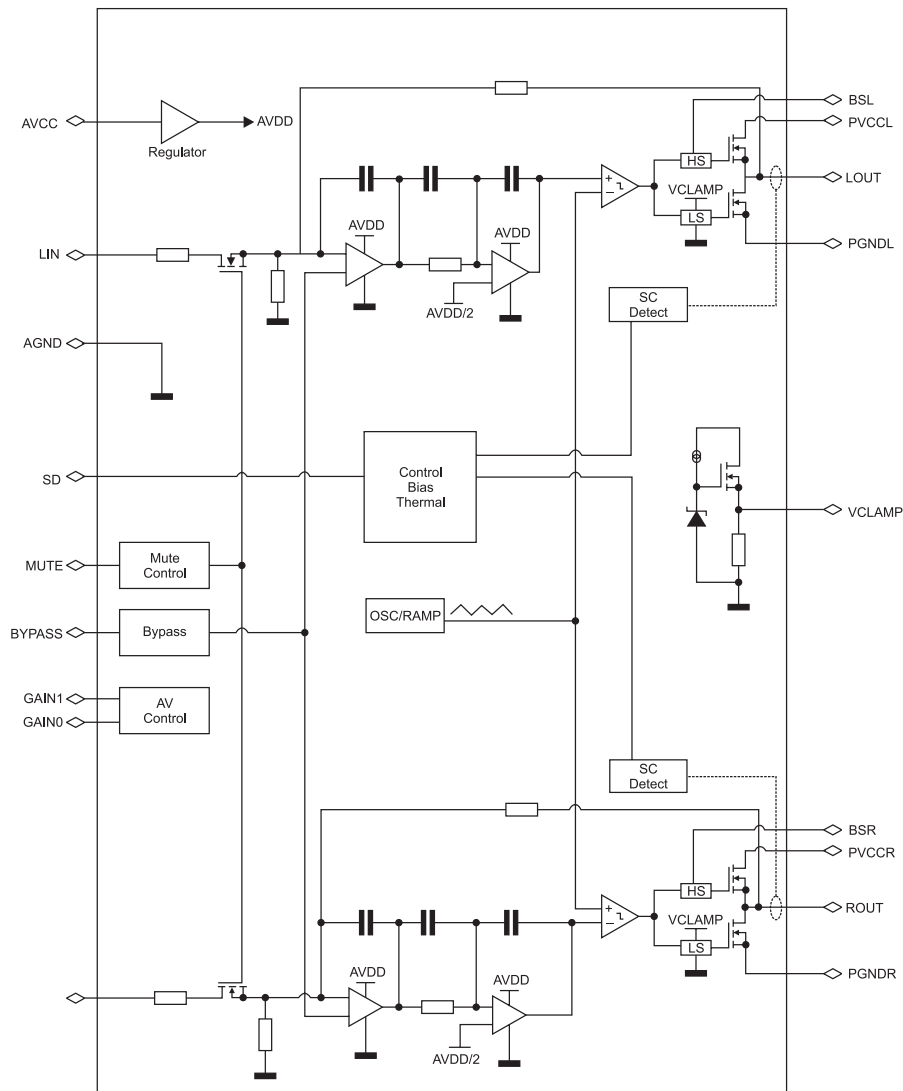 BSL
AVCC
AVDD
PVCCL
Regulator
HS
VCLAMP
LOUT
AVDD
AVDD
LS
LIN
PGNDL
AVDD/2
SC
Detect
AGND
Control
Bias
Thermal
SD
VCLAMP
MUTE
Mute
Control
OSC/RAMP
BYPASS
Bypass
GAIN1
GAIN0
AV
Control
SC
Detect
BSR
PVCCR
HS
ROUT
VCLAMP
LS
AVDD
AVDD
PGNDR
AVDD/2